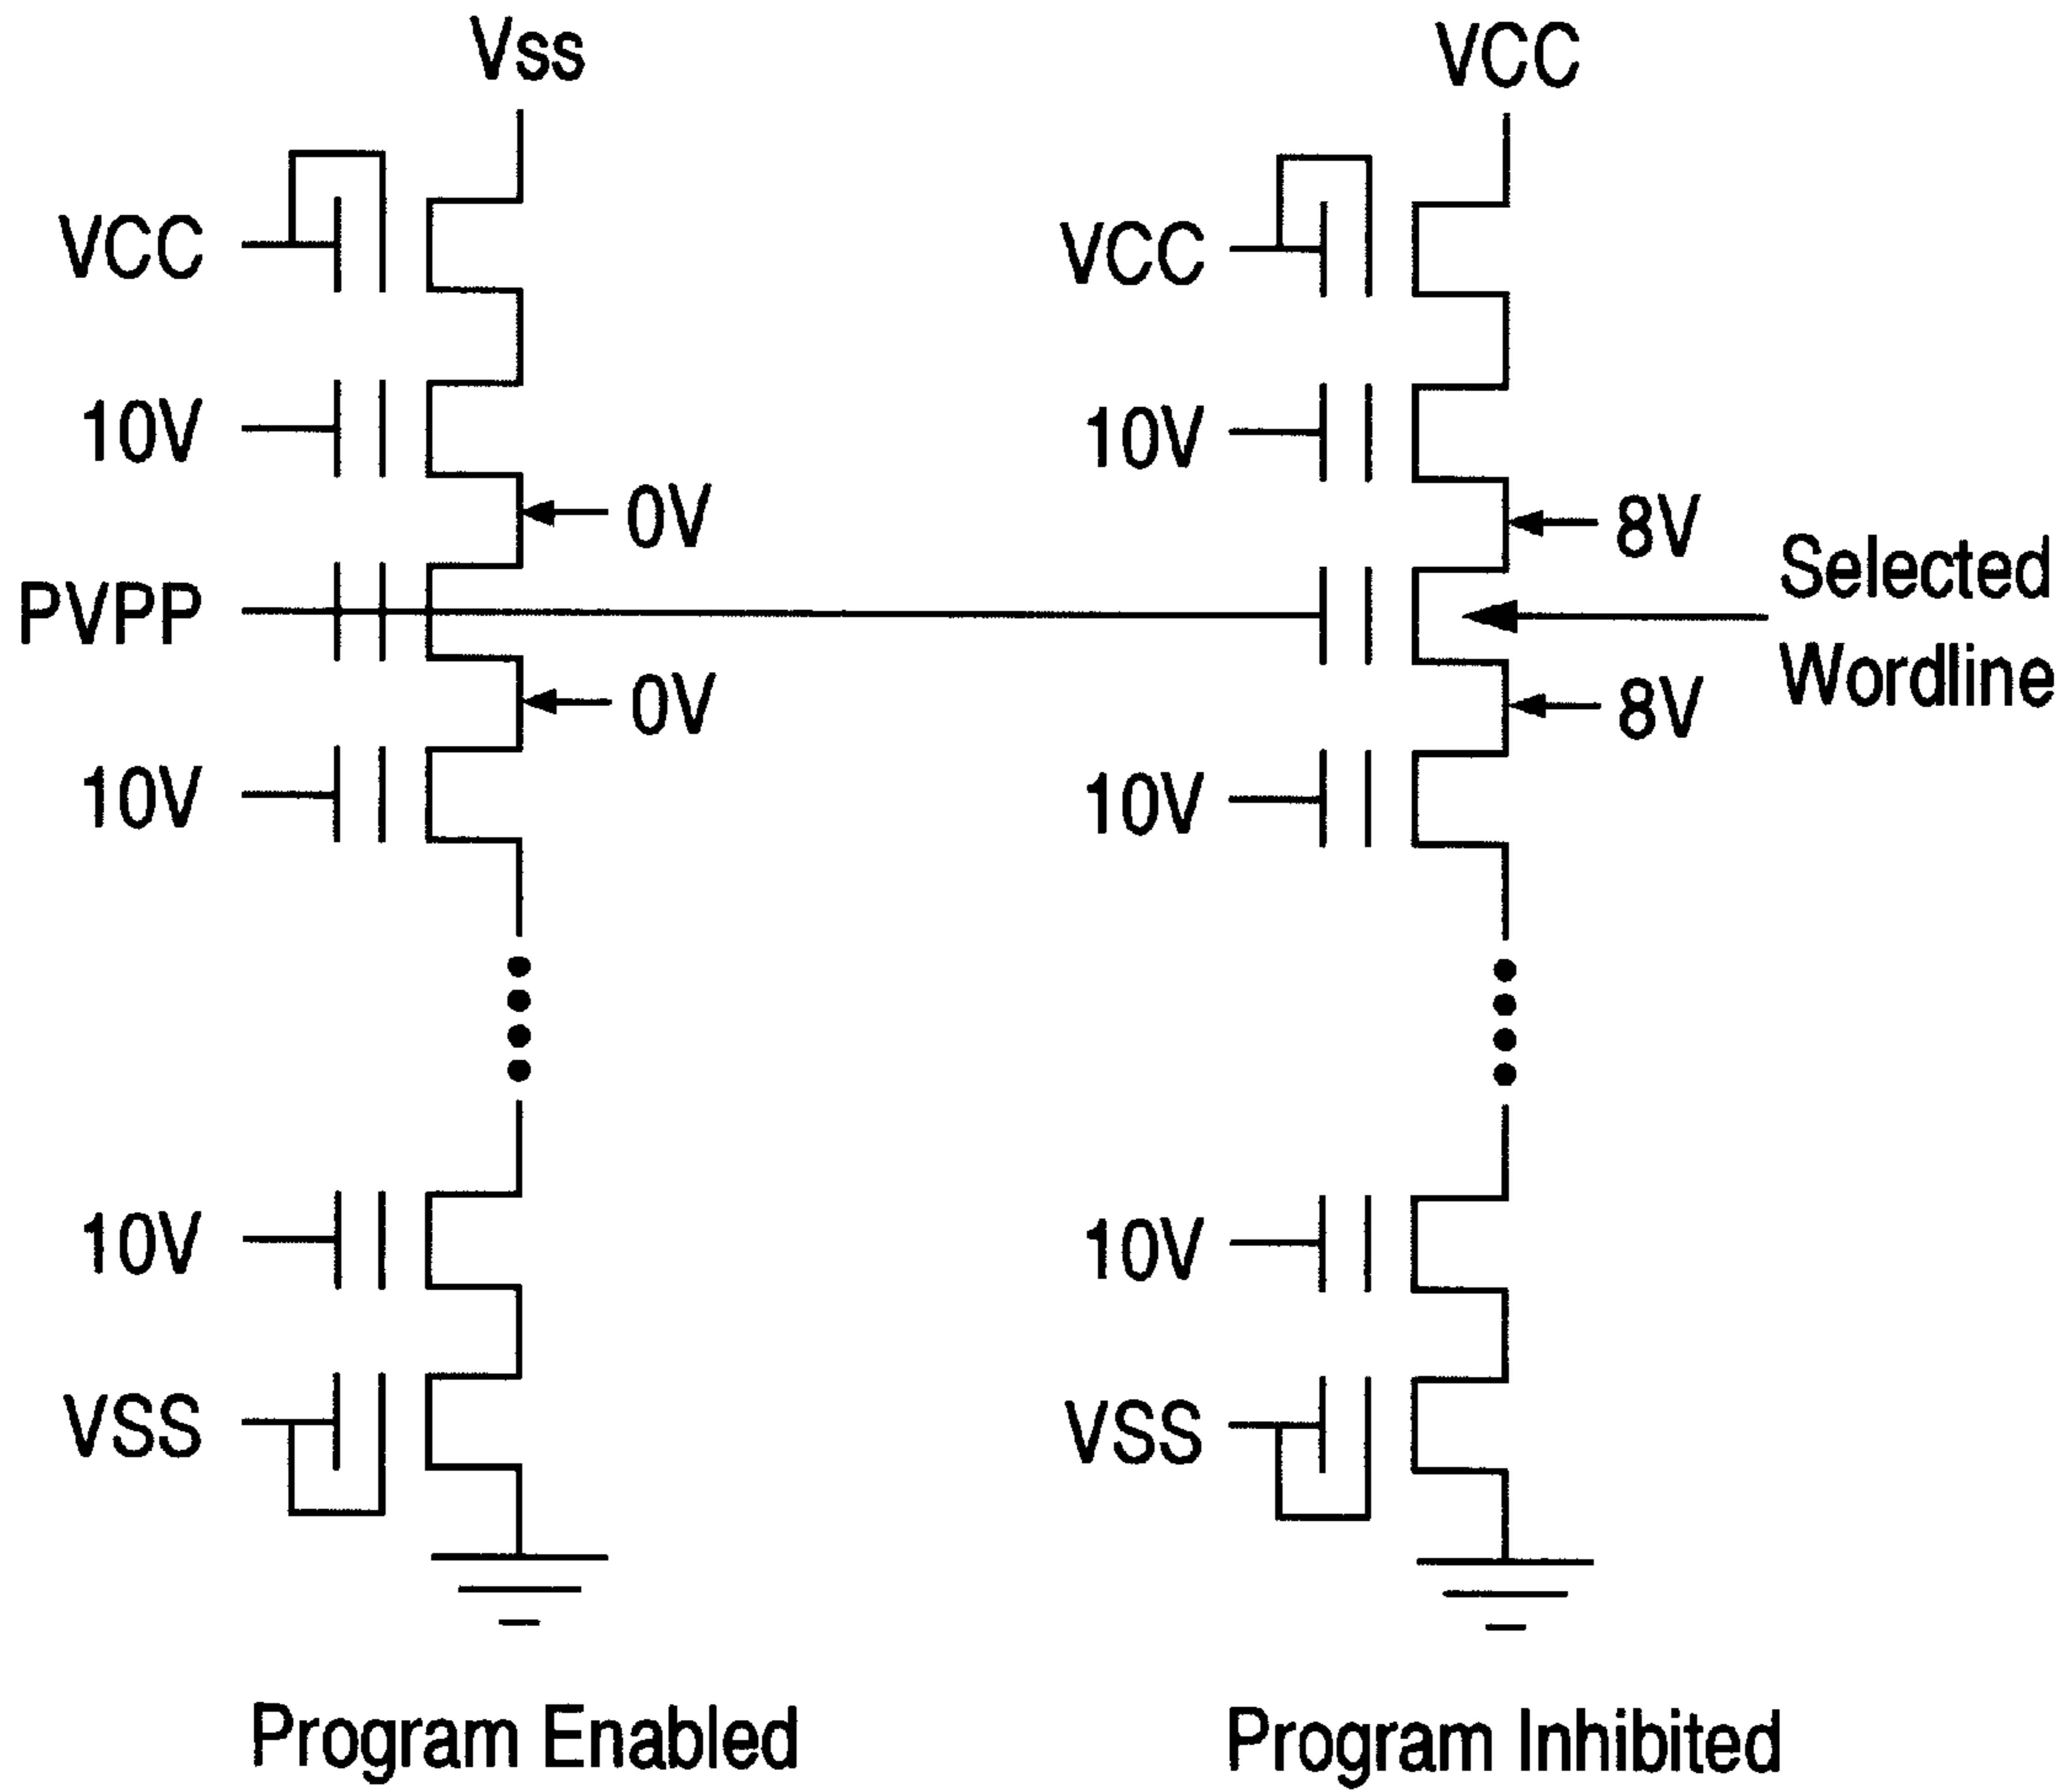 Vss
VCC
VCC
VCC
10V
10V
0V
8V
PVPP
Selected
Wordline
0V
8V
10V
10V
10V
10V
VSS
VSS
Program Enabled
Program Inhibited